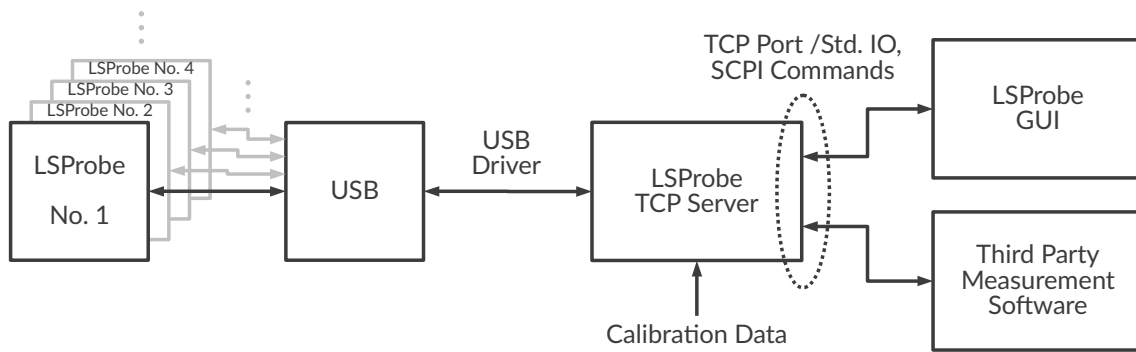 LSProbe No. 4
LSProbe No. 3
LSProbe No. 2
LSProbe
No. 1
USB
USB
Driver
LSProbe
TCP Server
TCP Port /Std. IO,
SCPI Commands
LSProbe
GUI
Third Party
Measurement
Software
Calibration Data